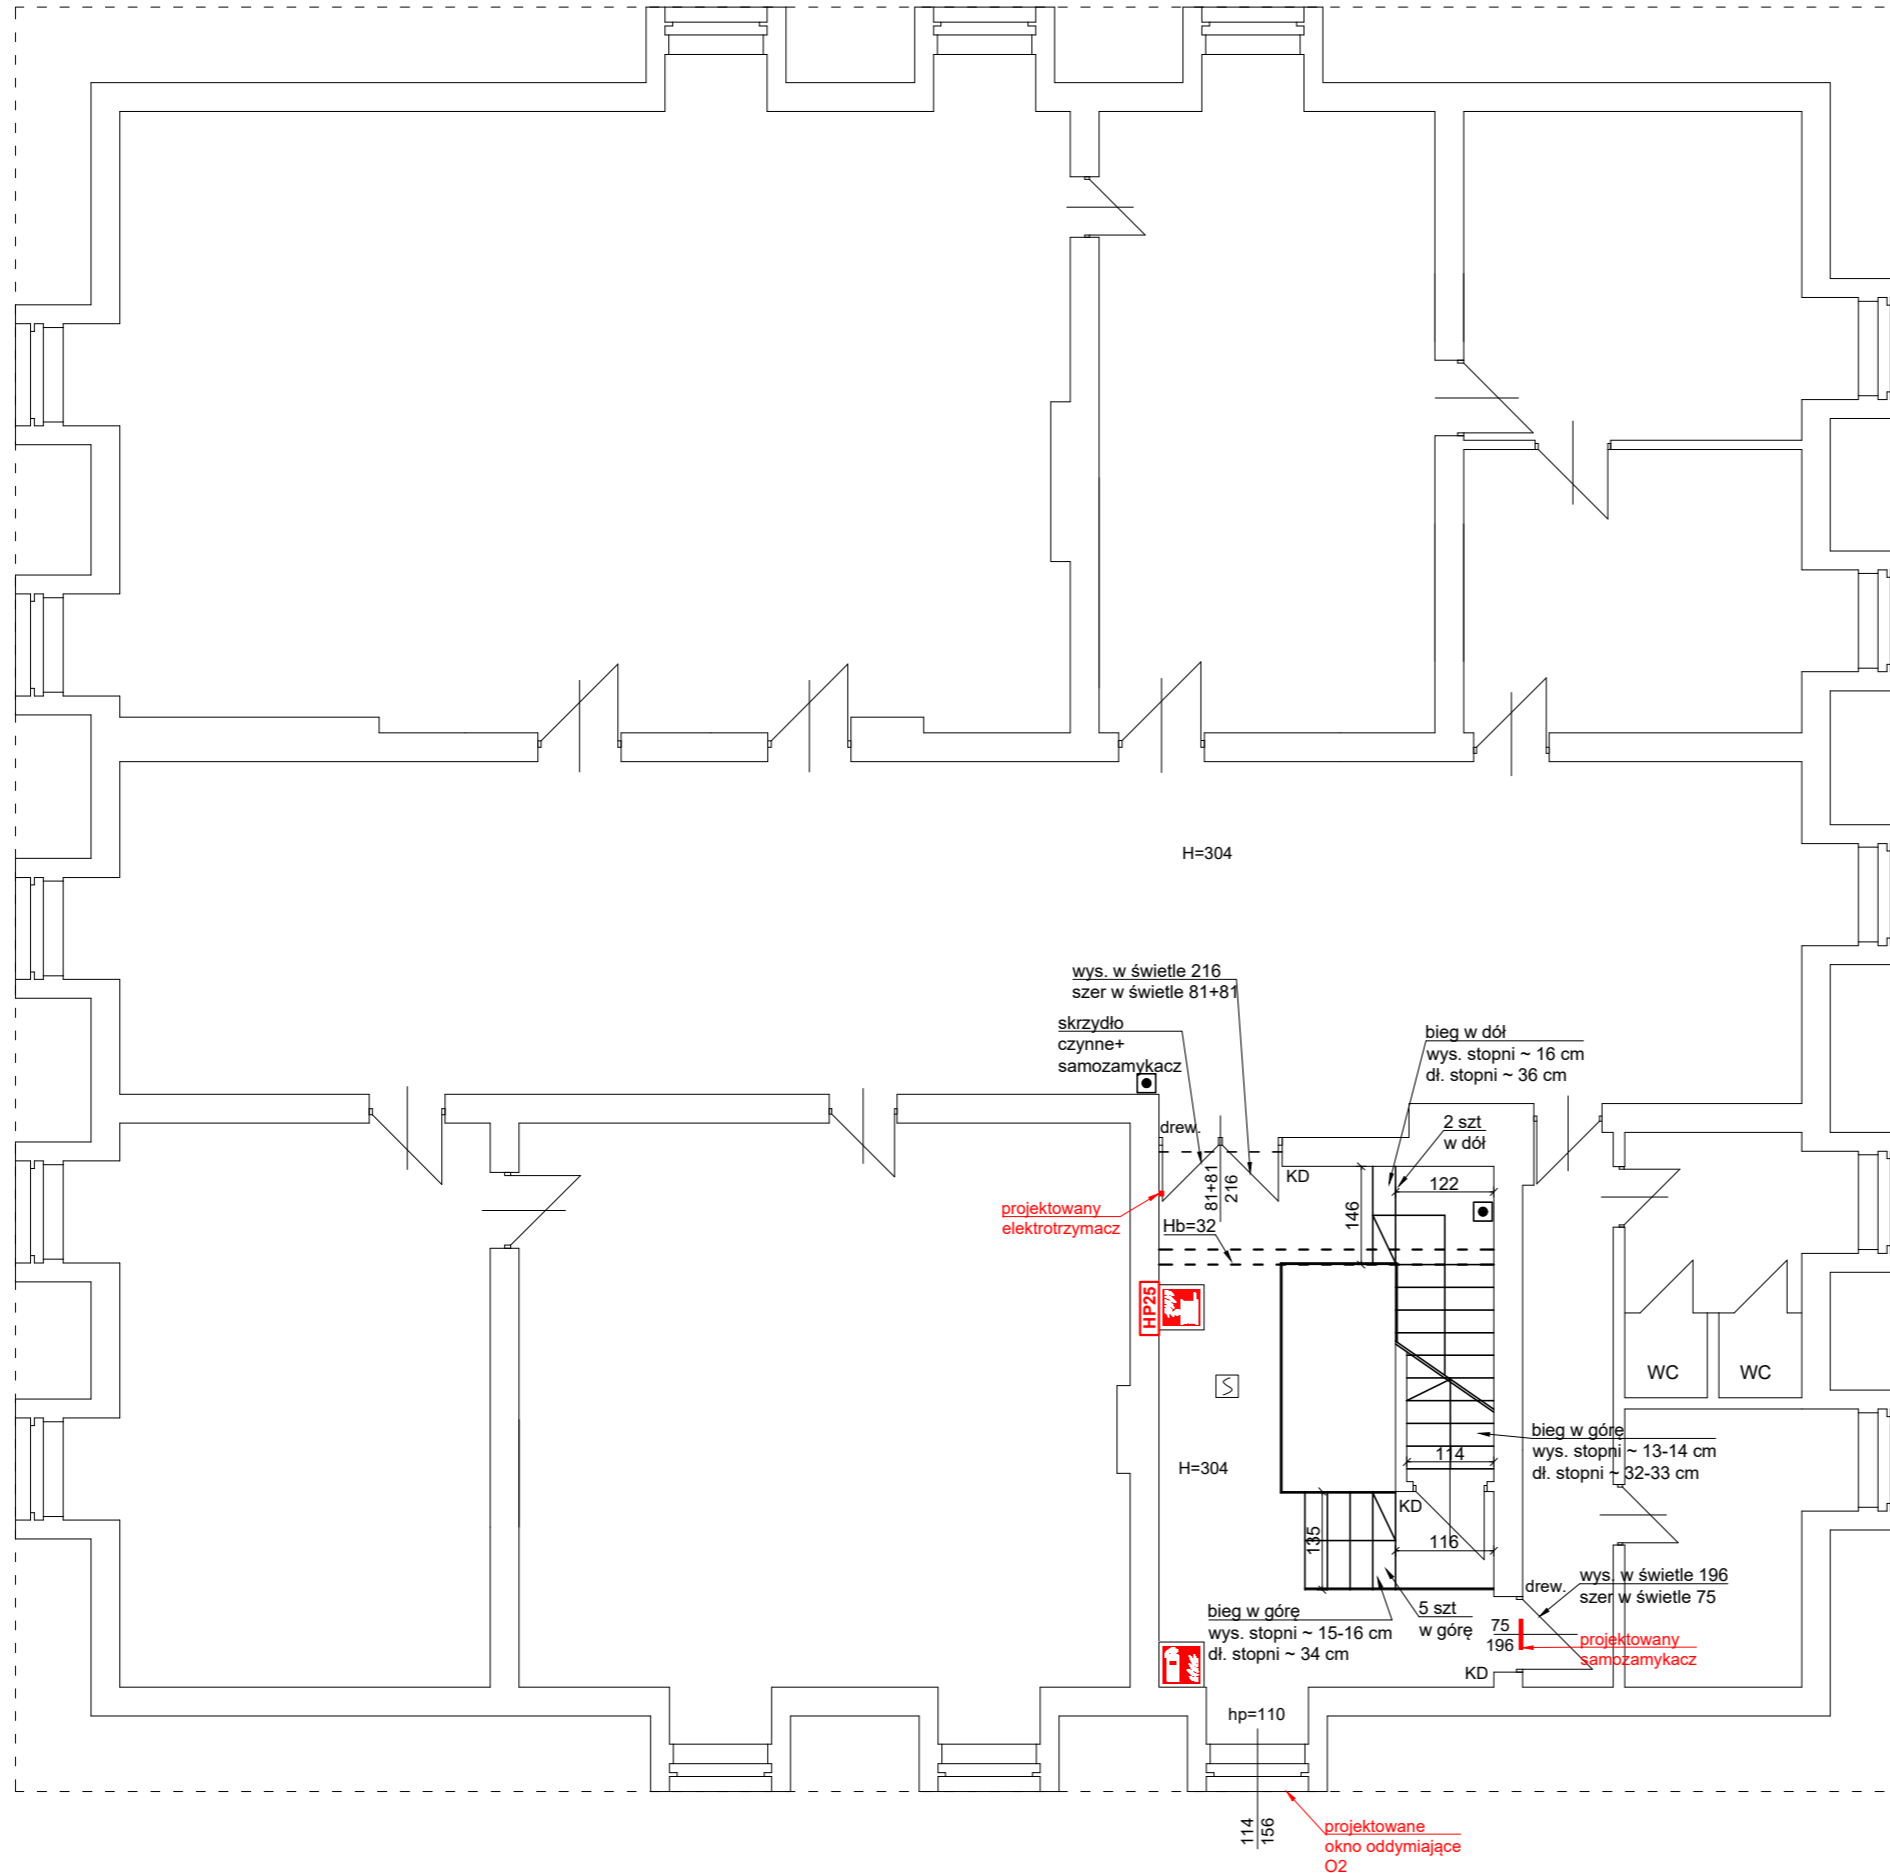 H=304
wys. w świetle 216
szer w świetle 81+81
skrzydło
czynne+
samozamykacz
bieg w dół
wys. stopni ~ 16 cm
dł. stopni ~ 36 cm
drew.
2 szt
w dół
KD
81+81
216
122
146
projektowany
elektrotrzymacz
Hb=32
HP25
S
WC
WC
H=304
bieg w górę
wys. stopni ~ 13-14 cm
dł. stopni ~ 32-33 cm
114
KD
135
116
drew.
wys. w świetle 196
szer w świetle 75
bieg w górę
wys. stopni ~ 15-16 cm
dł. stopni ~ 34 cm
5 szt
w górę
75
196
projektowany
samozamykacz
KD
hp=110
114
156
projektowane
okno oddymiające
O2